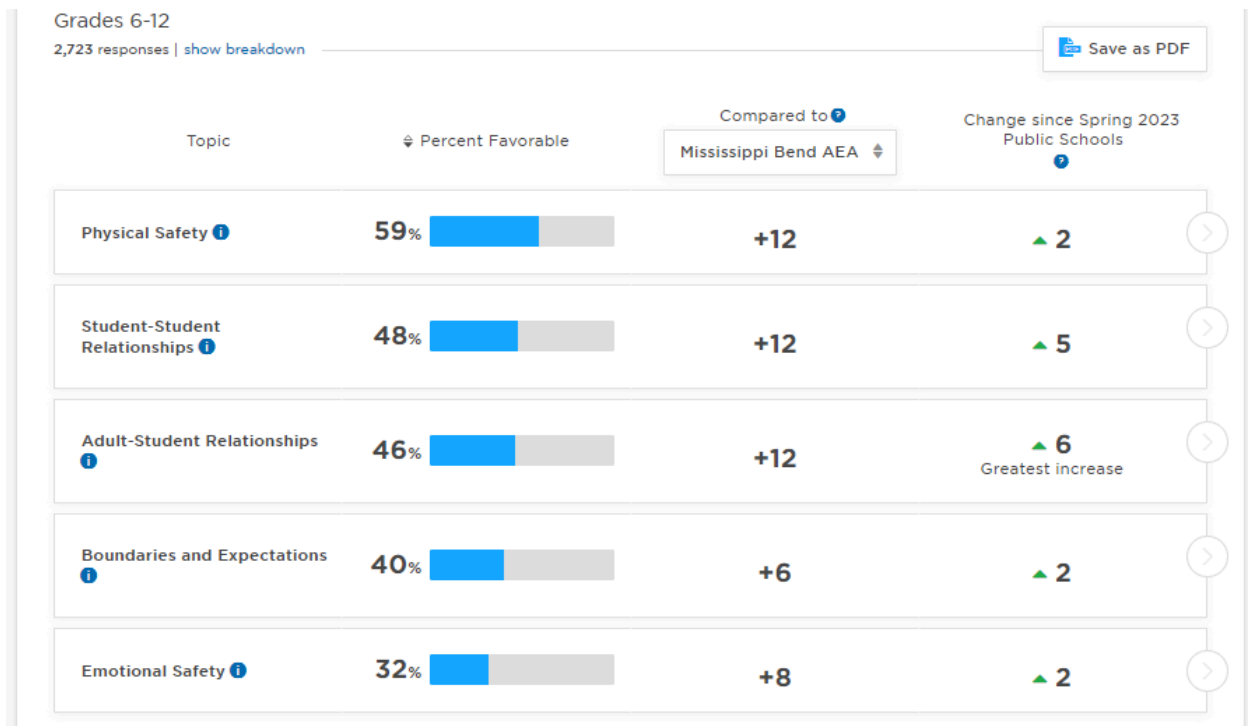 Grades 6-12
2,723 responses | show breakdown
Save as PDF
Topic
Percent Favorable
Compared to
Mississippi Bend AEA
Change since Spring 2023
Public Schools
Physical Safety
59%
+12
2
Student-Student
Relationships
48%
+12
5
Adult-Student Relationships
46%
+12
6
Greatest increase
Boundaries and Expectations
40%
+6
2
Emotional Safety
32%
+8
2